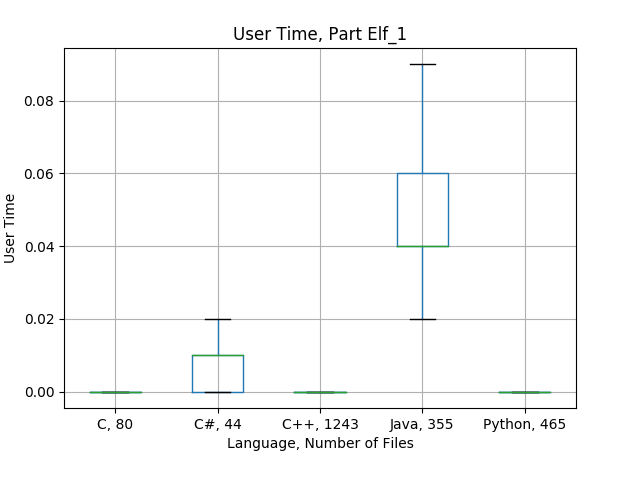 User Time, Part Elf_1
User Time
0.08
0.06
0.04
0.02
0.00
C, 80
C#, 44
C++, 1243
Java, 355
Python, 465
Language, Number of Files